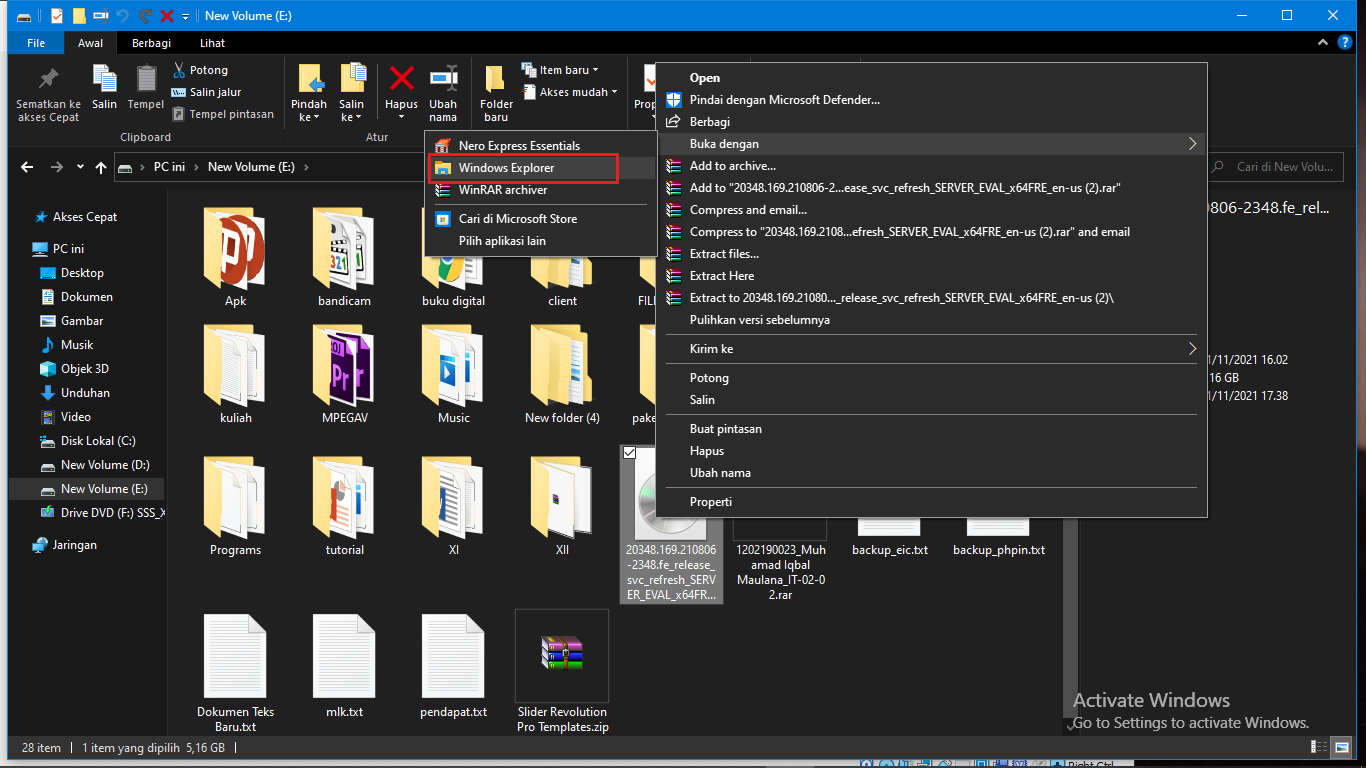 New Volume (E:)
File Awal Berbagi Lihat
Sematkan ke akses Cepat
Salin
Tempel
Potong
Salin jalur
Tempel pintasan
Clipboard
Pindah ke
Salin ke
Hapus
Ubah nama
Atur
Folder baru
Item baru
Akses mudah
PC ini
New Volume (E:)
Cari di New Volu...
Akses Cepat
PC ini
Desktop
Dokumen
Gambar
Musik
Objek 3D
Unduhan
Video
Disk Lokal (C:)
New Volume (D:)
New Volume (E:)
Drive DVD (F:) SSS_X
Jaringan
Nero Express Essentials
Windows Explorer
WinRAR archiver
Cari di Microsoft Store
Pilih aplikasi lain
Open
Pindai dengan Microsoft Defender...
Berbagi
Buka dengan
Add to archive...
Add to "20348.169.210806-2...ease_svc_refresh_SERVER_EVAL_x64FRE_en-us (2).rar"
Compress and email...
Compress to "20348.169.2108...efresh_SERVER_EVAL_x64FRE_en-us (2).rar" and email
Extract files...
Extract Here
Extract to 20348.169.21080..._release_svc_refresh_SERVER_EVAL_x64FRE_en-us (2)\
Pulihkan versi sebelumnya
Kirim ke
Potong
Salin
Buat pintasan
Hapus
Ubah nama
Properti
Apk
bandicam
buku digital
client
kuliah
MPEGAV
Music
New folder (4)
Programs
tutorial
XI
XII
20348.169.210806
-2348.fe_release_
svc_refresh_SERV
ER_EVAL_x64FR...
1202190023_Muh
amad Iqbal
Maulana_IT-02-0
2.rar
backup_eic.txt
backup_phpin.txt
Dokumen Teks
Baru.txt
mlk.txt
pendapat.txt
Slider Revolution
Pro Templates.zip
0806-2348.fe_rel...
1/11/2021 16.02
16 GB
1/11/2021 17.38
Activate Windows
Go to Settings to activate Windows.
28 item
1 item yang dipilih 5,16 GB
Right Ctrl